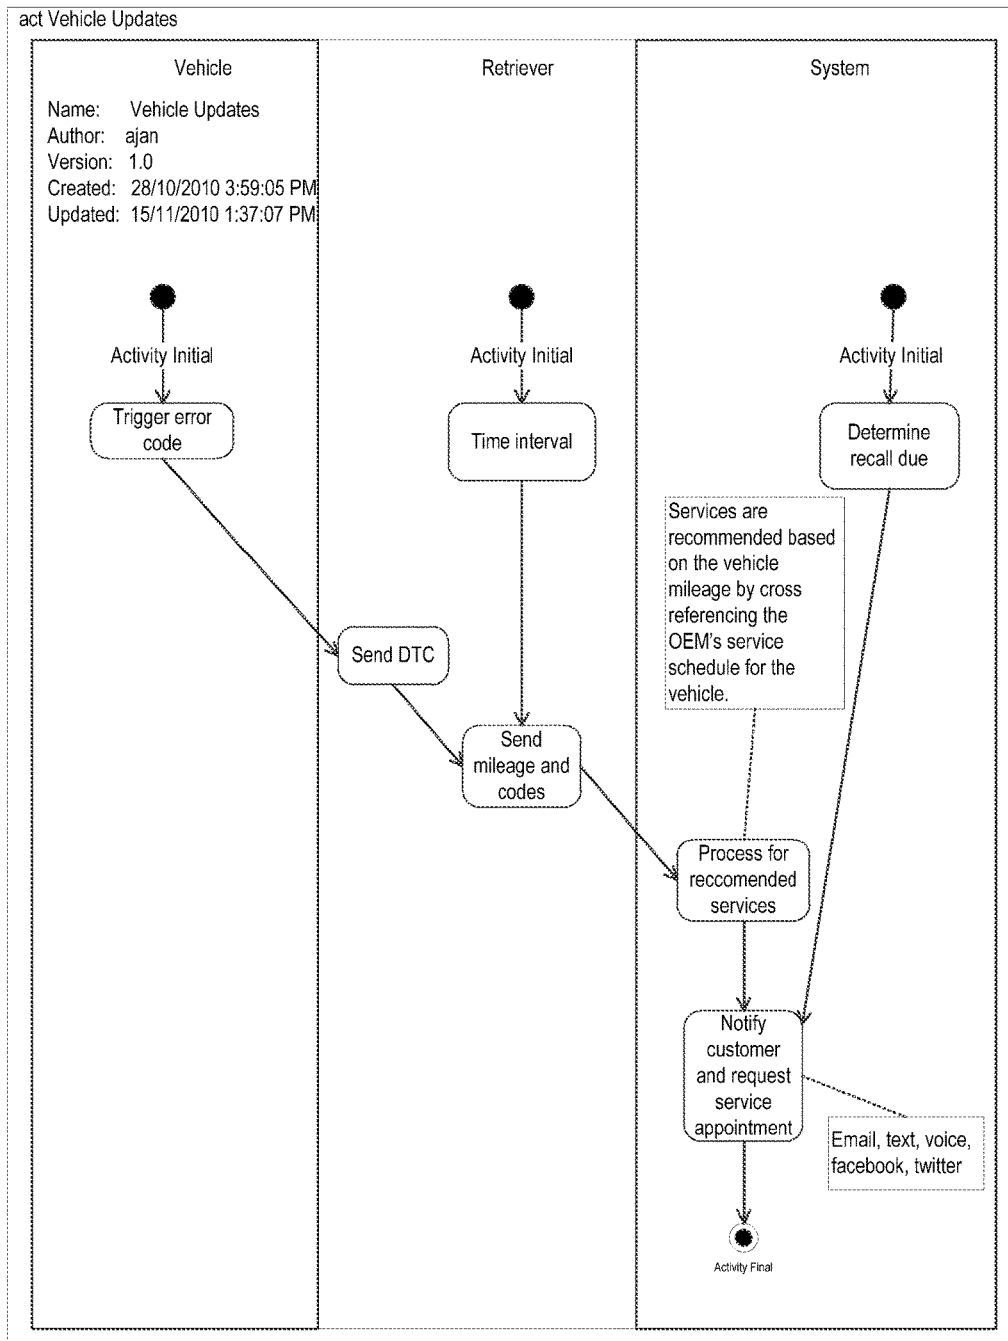 act Vehicle Updates
Vehicle
Retriever
System
Name: Vehicle Updates
Author: ajan
Version: 1.0
Created: 28/10/2010 3:59:05 PM
Updated: 15/11/2010 1:37:07 PM
Activity Initial
Activity Initial
Activity Initial
Trigger error
code
Time interval
Determine
recall due
Services are
recommended based
on the vehicle
mileage by cross
referencing the
OEM's service
schedule for the
vehicle.
Send DTC
Send
mileage and
codes
Process for
reccomended
services
Notify
customer
and request
service
appointment
Email, text, voice,
facebook, twitter
Activity Final